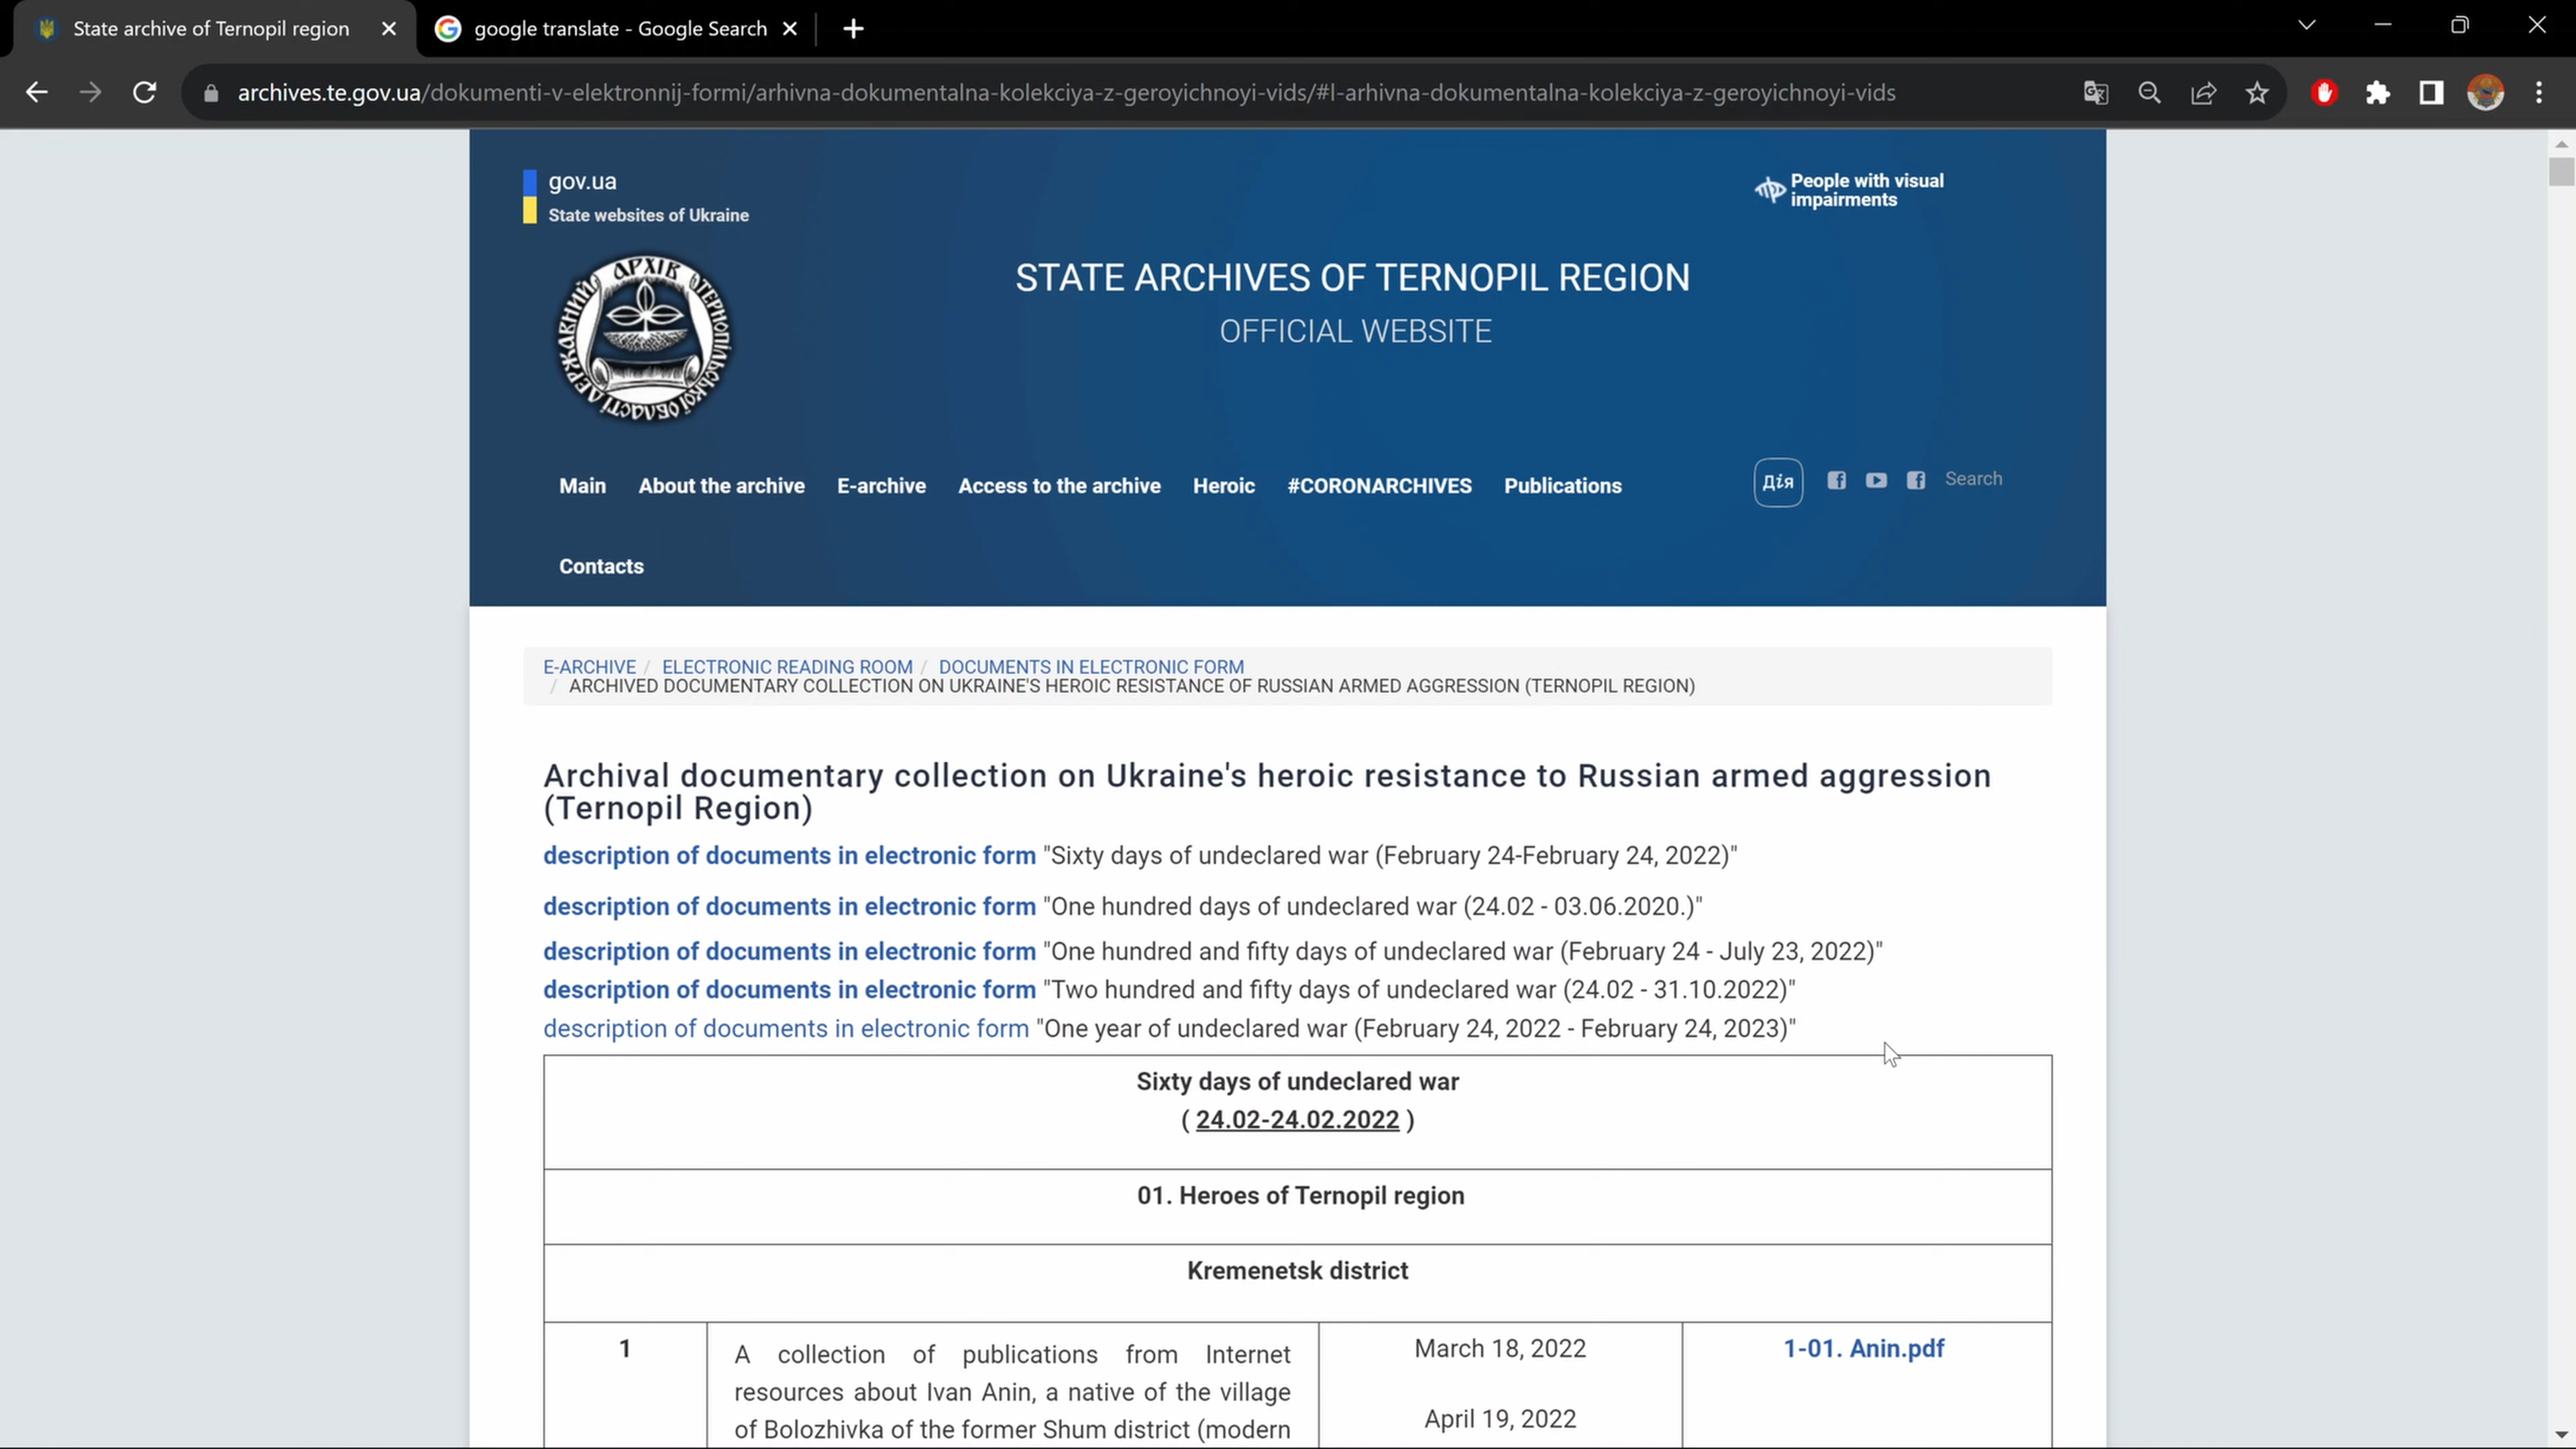 State archive of Ternopil region
google translate - Google Search
archives.te.gov.ua/dokumenti-v-elektronnij-formi/arhivna-dokumentalna-kolekciya-z-geroyichnoyi-vids/#l-arhivna-dokumentalna-kolekciya-z-geroyichnoyi-vids
gov.ua
State websites of Ukraine
People with visual
impairments
ДЕРЖАВНИЙ АРХІВ ТЕРНОПІЛЬСЬКОЇ ОБЛАСТІ
STATE ARCHIVES OF TERNOPIL REGION
OFFICIAL WEBSITE
Main About the archive E-archive Access to the archive Heroic #CORONARCHIVES Publications Дія Search
Contacts
E-ARCHIVE / ELECTRONIC READING ROOM / DOCUMENTS IN ELECTRONIC FORM
/ ARCHIVED DOCUMENTARY COLLECTION ON UKRAINE'S HEROIC RESISTANCE OF RUSSIAN ARMED AGGRESSION (TERNOPIL REGION)
Archival documentary collection on Ukraine's heroic resistance to Russian armed aggression
(Ternopil Region)
description of documents in electronic form "Sixty days of undeclared war (February 24-February 24, 2022)"
description of documents in electronic form "One hundred days of undeclared war (24.02 - 03.06.2020.)"
description of documents in electronic form "One hundred and fifty days of undeclared war (February 24 - July 23, 2022)"
description of documents in electronic form "Two hundred and fifty days of undeclared war (24.02 - 31.10.2022)"
description of documents in electronic form "One year of undeclared war (February 24, 2022 - February 24, 2023)"
Sixty days of undeclared war
( 24.02-24.02.2022 )
01. Heroes of Ternopil region
Kremenetsk district
1
A collection of publications from Internet
resources about Ivan Anin, a native of the village
of Bolozhivka of the former Shum district (modern
March 18, 2022
April 19, 2022
1-01. Anin.pdf